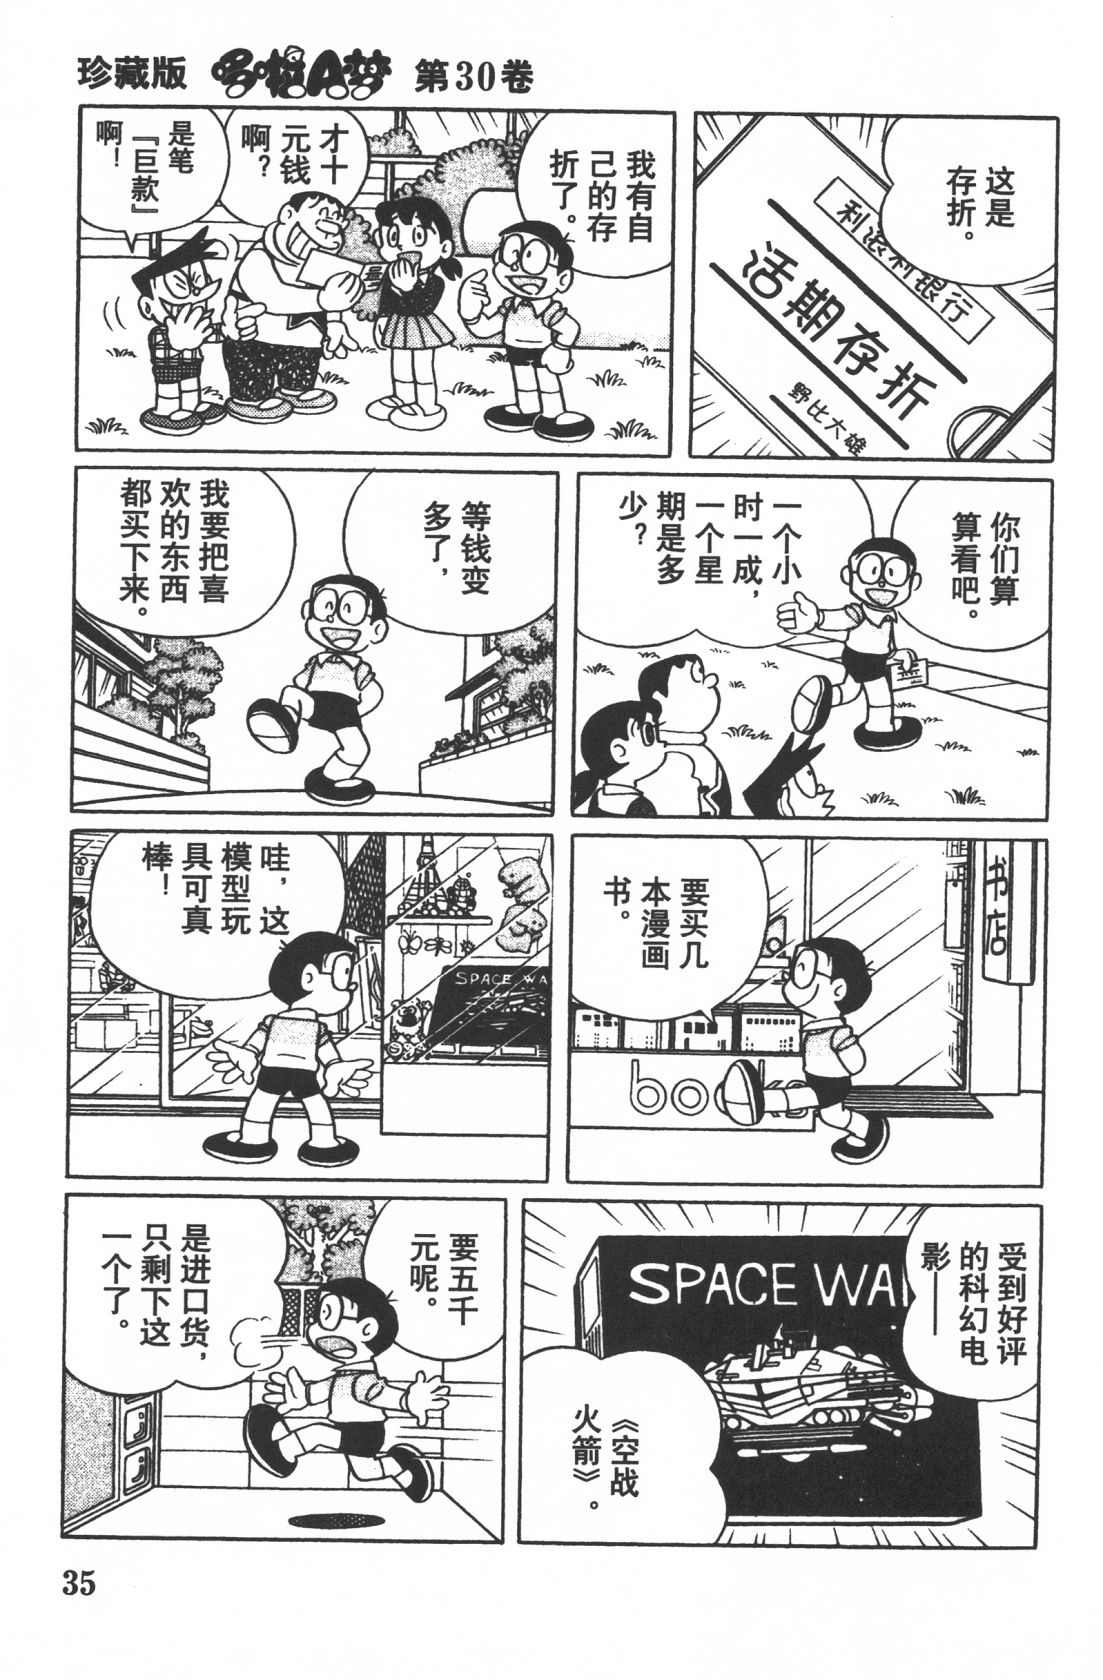 珍藏版 哆啦A梦 第30卷
这是
存折。
利滚利银行
活期存折
野比大雄
我有自
己的存
折了。
才十
元钱
啊?
是笔
『巨款』
啊!
你们算
算看吧。
一个小
时一成,
一个星
期是多
少?
等钱变
多了,
我要把喜
欢的东西
都买下来。
书店
要买几
本漫画
书。
哇,这
模型玩
具可真
棒!
SPACE WA
受到好评
的科幻电
影——
SPACE WA
《空战
火箭》。
要五千
元呢。
是进口货,
只剩下这
一个了。
35